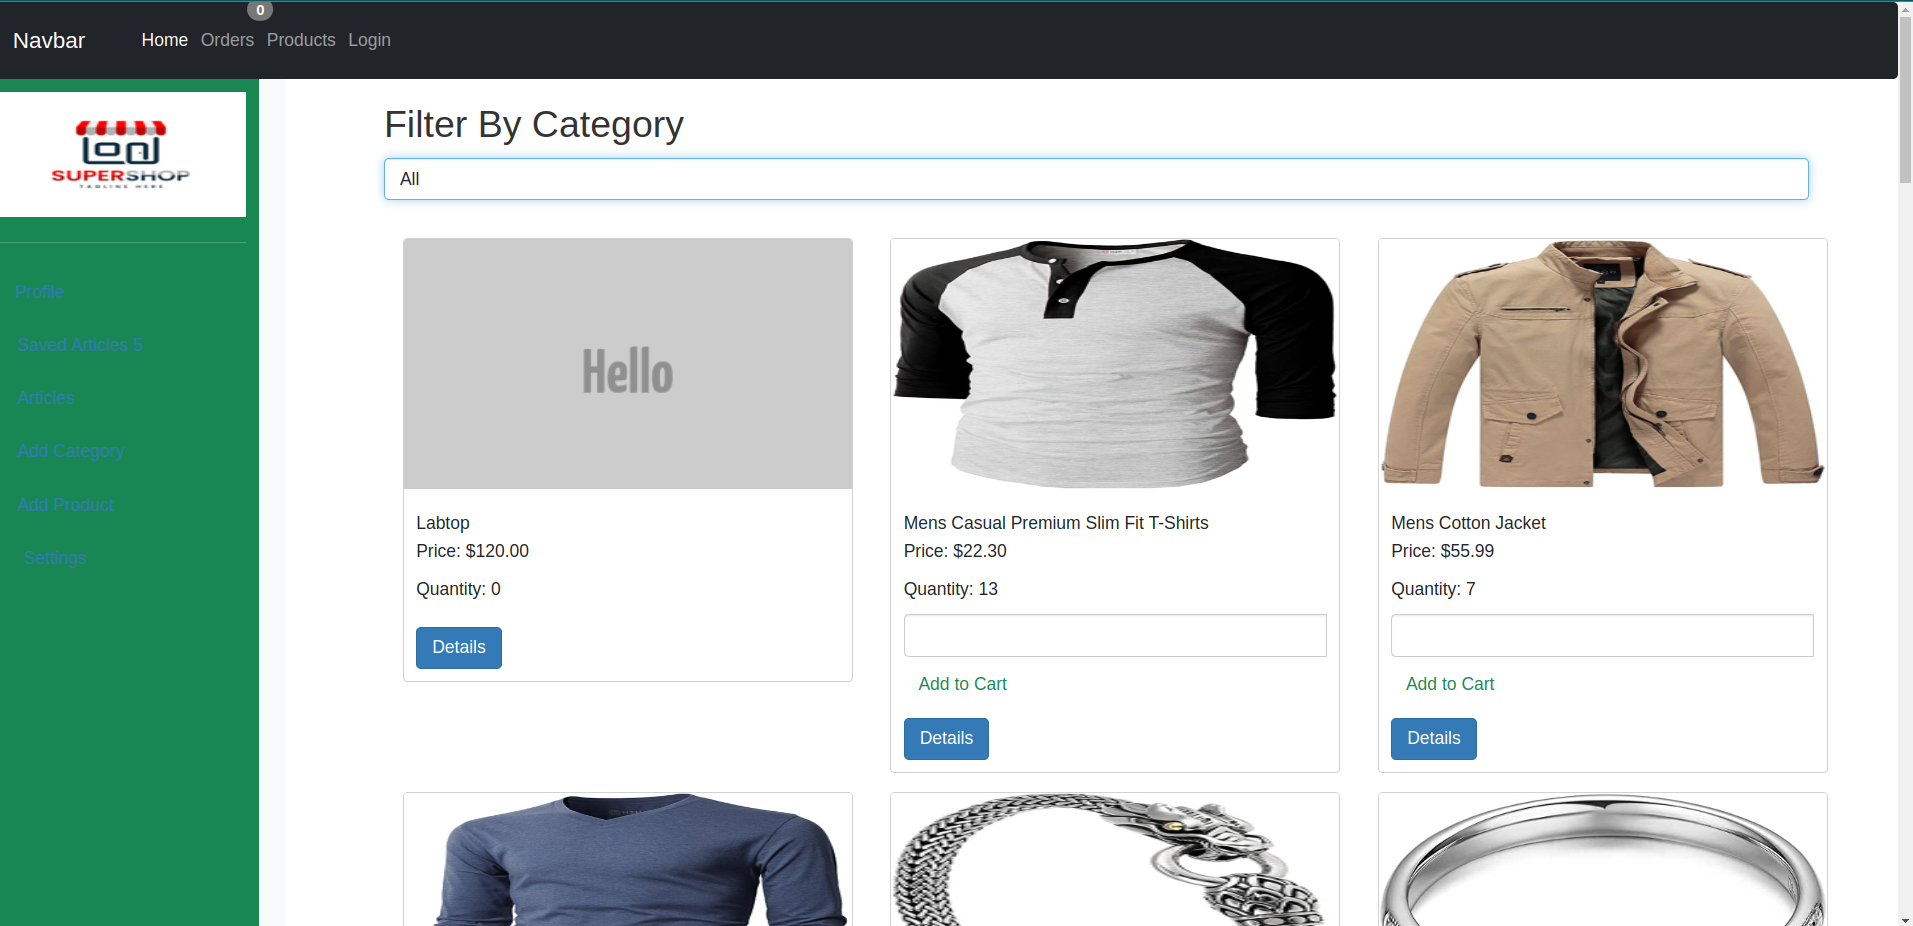 0
Navbar
Home Orders Products Login
SUPERSHOP
TAGLINE HERE
Profile
Saved Articles 5
Articles
Add Category
Add Product
Settings
Filter By Category
All
Hello
Labtop
Price: $120.00
Quantity: 0
Details
Mens Casual Premium Slim Fit T-Shirts
Price: $22.30
Quantity: 13
Add to Cart
Details
Mens Cotton Jacket
Price: $55.99
Quantity: 7
Add to Cart
Details